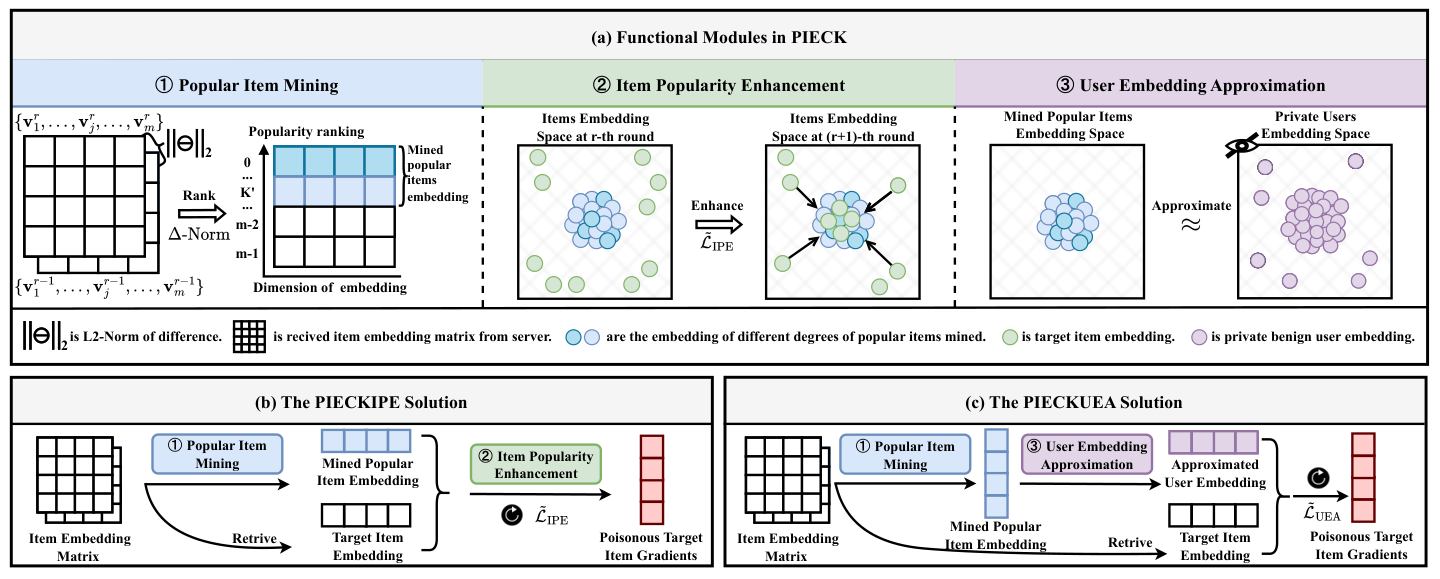 (a) Functional Modules in PIECK
① Popular Item Mining
② Item Popularity Enhancement
③ User Embedding Approximation
{v_1^r, ..., v_j^r, ..., v_m^r}
||⊖||_2
Rank
Δ-Norm
{v_1^{r-1}, ..., v_j^{r-1}, ..., v_m^{r-1}}
Popularity ranking
0
...
K'
...
m-2
m-1
Mined
popular
items
embedding
Dimension of embedding
Items Embedding
Space at r-th round
Enhance
L̃_IPE
Items Embedding
Space at (r+1)-th round
Mined Popular Items
Embedding Space
Approximate
≈
Private Users
Embedding Space
||⊖||_2 is L2-Norm of difference.
is recived item embedding matrix from server.
are the embedding of different degrees of popular items mined.
is target item embedding.
is private benign user embedding.
(b) The PIECKIPE Solution
Item Embedding
Matrix
① Popular Item
Mining
Retrive
Mined Popular
Item Embedding
Target Item
Embedding
② Item Popularity
Enhancement
L̃_IPE
Poisonous Target
Item Gradients
(c) The PIECKUEA Solution
Item Embedding
Matrix
① Popular Item
Mining
Mined Popular
Item Embedding
③ User Embedding
Approximation
Retrive
Approximated
User Embedding
Target Item
Embedding
L̃_UEA
Poisonous Target
Item Gradients